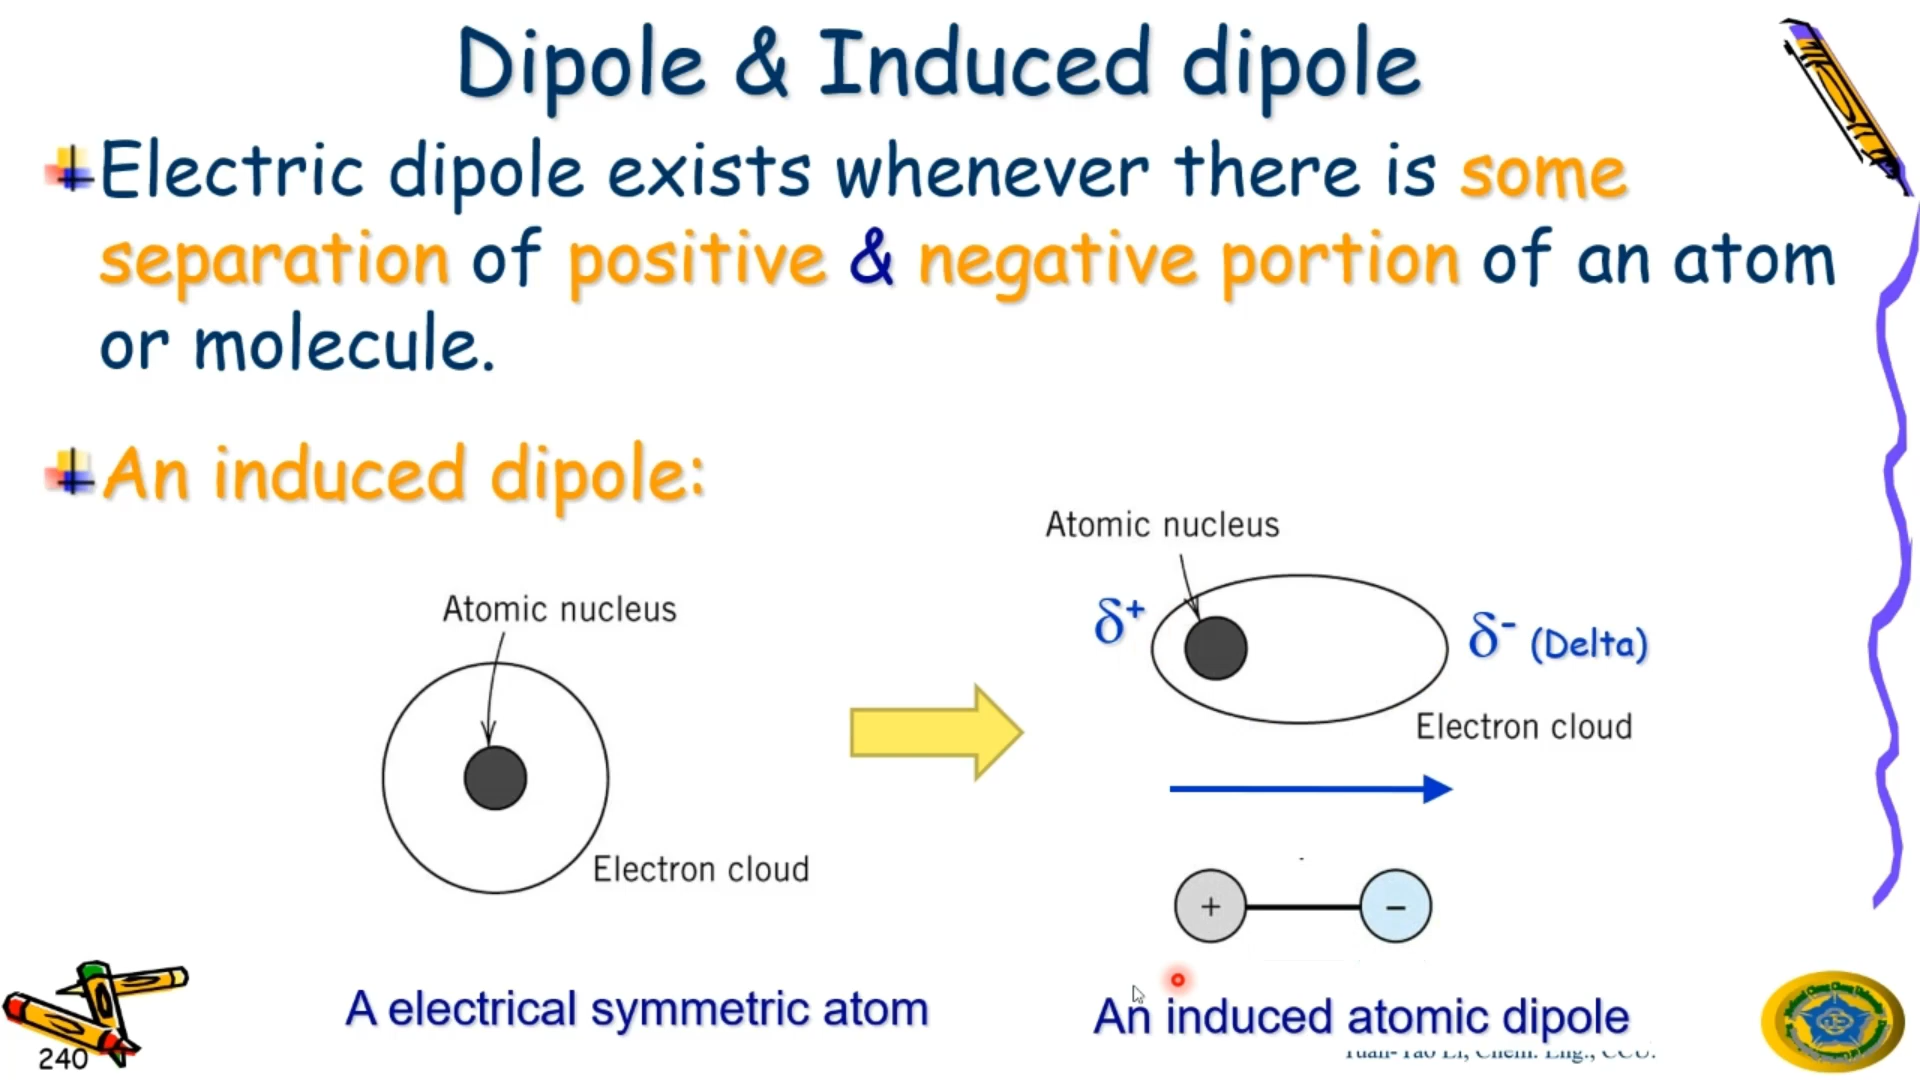 Dipole & Induced dipole
Electric dipole exists whenever there is some
separation of positive & negative portion of an atom
or molecule.
An induced dipole:
Atomic nucleus
Electron cloud
A electrical symmetric atom
Atomic nucleus
δ+
δ- (Delta)
Electron cloud
+
−
An induced atomic dipole
240